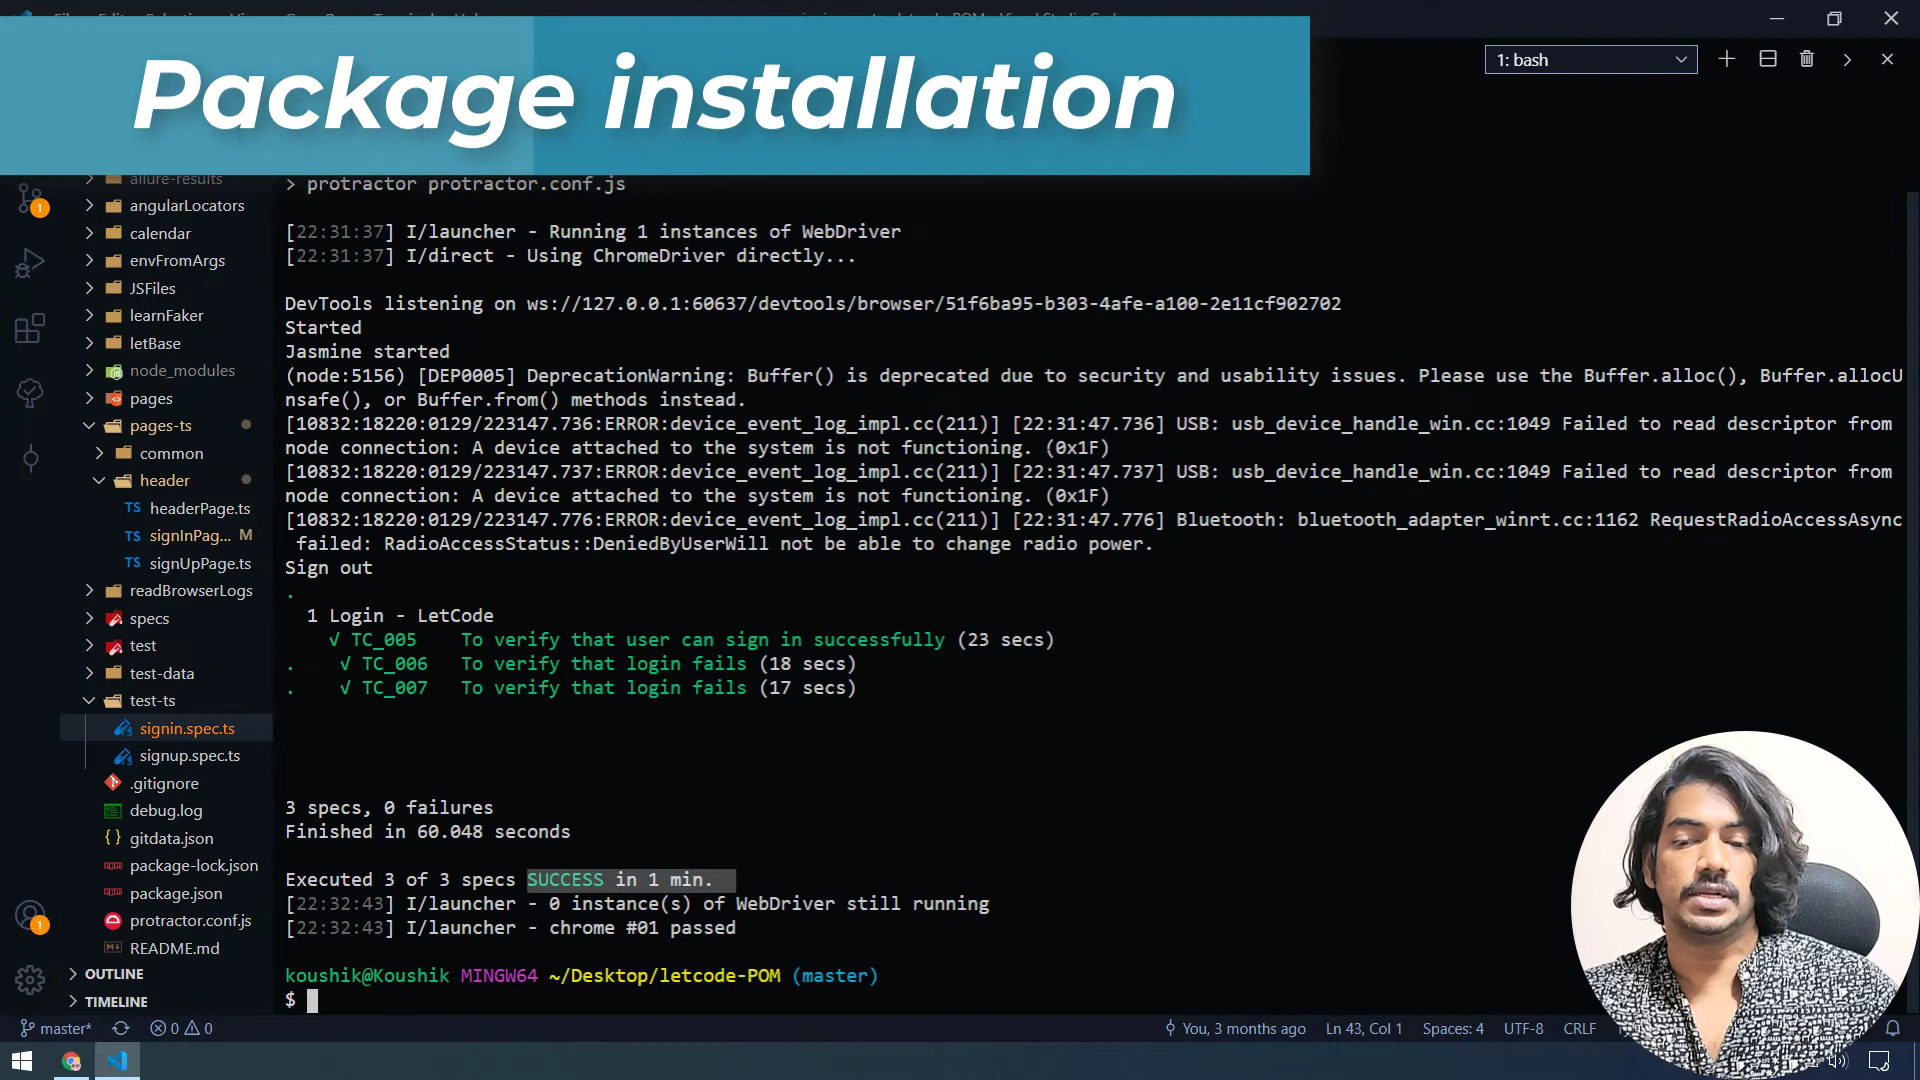 Package installation
1: bash
allure-results
> protractor protractor.conf.js
angularLocators
calendar
envFromArgs
JSFiles
learnFaker
letBase
node_modules
pages
pages-ts
common
header
headerPage.ts
signInPag... M
signUpPage.ts
readBrowserLogs
specs
test
test-data
test-ts
signin.spec.ts
signup.spec.ts
.gitignore
debug.log
{} gitdata.json
package-lock.json
package.json
protractor.conf.js
README.md
OUTLINE
TIMELINE
1
1
[22:31:37] I/launcher - Running 1 instances of WebDriver
[22:31:37] I/direct - Using ChromeDriver directly...
DevTools listening on ws://127.0.0.1:60637/devtools/browser/51f6ba95-b303-4afe-a100-2e11cf902702
Started
Jasmine started
(node:5156) [DEP0005] DeprecationWarning: Buffer() is deprecated due to security and usability issues. Please use the Buffer.alloc(), Buffer.allocU
nsafe(), or Buffer.from() methods instead.
[10832:18220:0129/223147.736:ERROR:device_event_log_impl.cc(211)] [22:31:47.736] USB: usb_device_handle_win.cc:1049 Failed to read descriptor from
node connection: A device attached to the system is not functioning. (0x1F)
[10832:18220:0129/223147.737:ERROR:device_event_log_impl.cc(211)] [22:31:47.737] USB: usb_device_handle_win.cc:1049 Failed to read descriptor from
node connection: A device attached to the system is not functioning. (0x1F)
[10832:18220:0129/223147.776:ERROR:device_event_log_impl.cc(211)] [22:31:47.776] Bluetooth: bluetooth_adapter_winrt.cc:1162 RequestRadioAccessAsync
failed: RadioAccessStatus::DeniedByUserWill not be able to change radio power.
Sign out
.
1 Login - LetCode
√ TC_005 To verify that user can sign in successfully (23 secs)
. √ TC_006 To verify that login fails (18 secs)
. √ TC_007 To verify that login fails (17 secs)
3 specs, 0 failures
Finished in 60.048 seconds
Executed 3 of 3 specs SUCCESS in 1 min.
[22:32:43] I/launcher - 0 instance(s) of WebDriver still running
[22:32:43] I/launcher - chrome #01 passed
koushik@Koushik MINGW64 ~/Desktop/letcode-POM (master)
$
master* 0 0 You, 3 months ago Ln 43, Col 1 Spaces: 4 UTF-8 CRLF